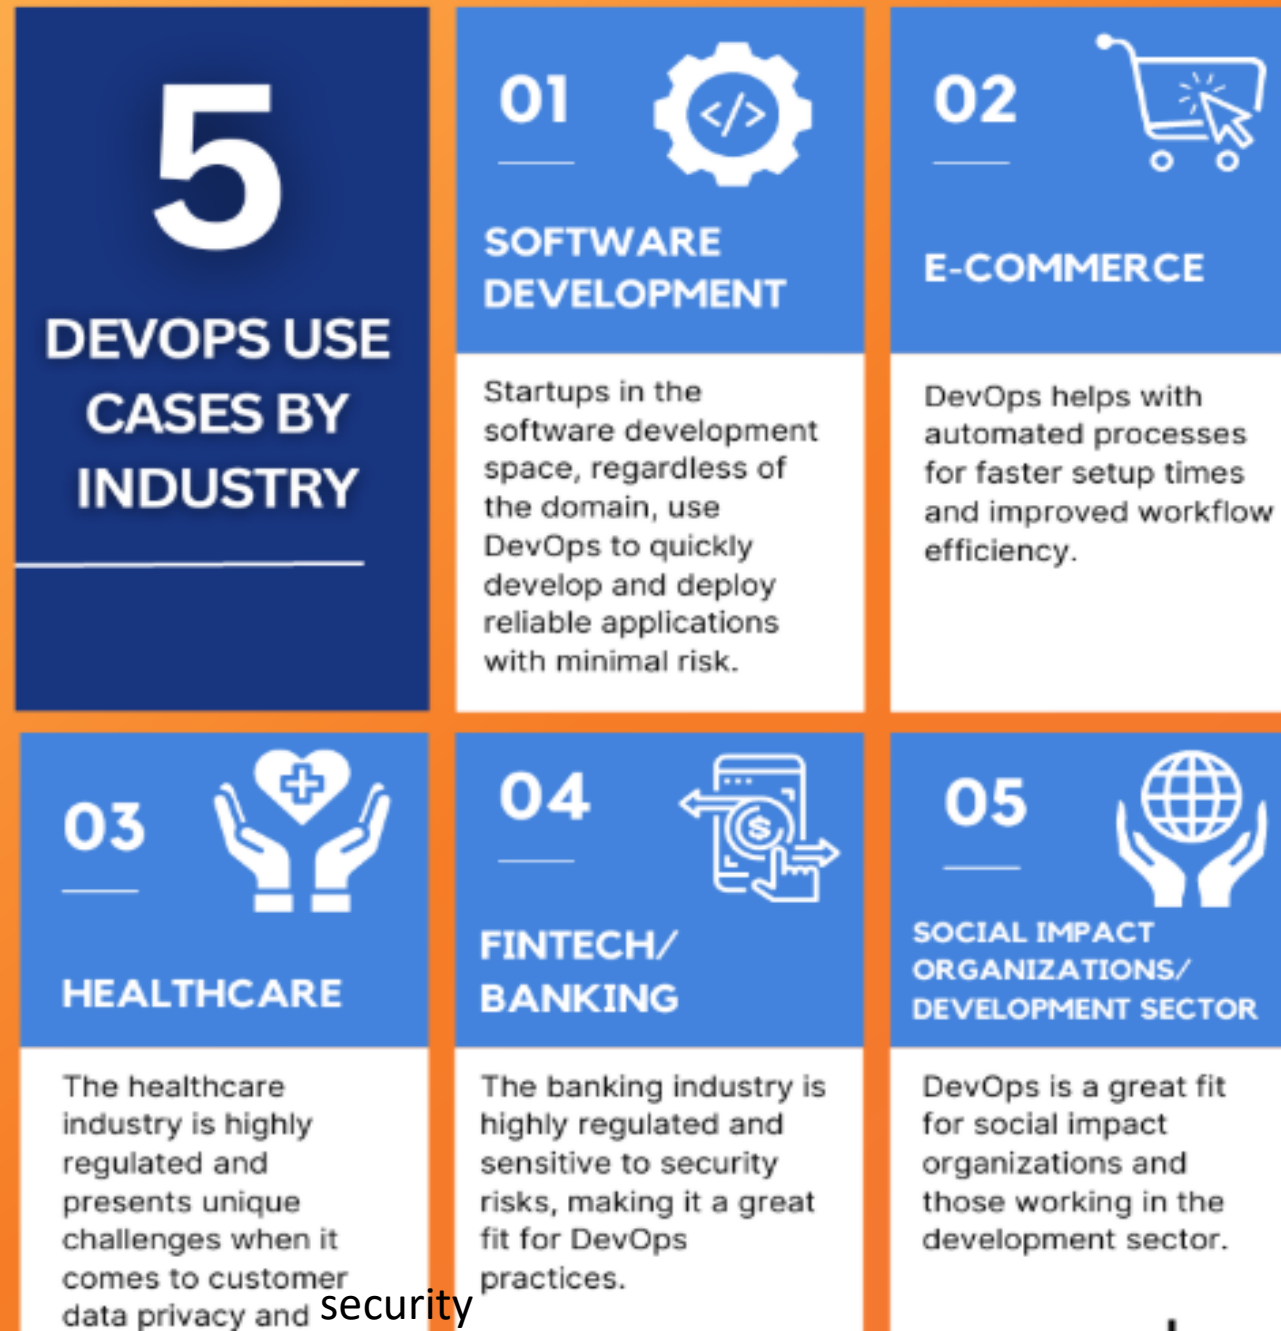 5
DEVOPS USE
CASES BY
INDUSTRY
01
</>
SOFTWARE
DEVELOPMENT
Startups in the
software development
space, regardless of
the domain, use
DevOps to quickly
develop and deploy
reliable applications
with minimal risk.
02
E-COMMERCE
DevOps helps with
automated processes
for faster setup times
and improved workflow
efficiency.
03
HEALTHCARE
The healthcare
industry is highly
regulated and
presents unique
challenges when it
comes to customer
data privacy and security
04
$
FINTECH/
BANKING
The banking industry is
highly regulated and
sensitive to security
risks, making it a great
fit for DevOps
practices.
05
SOCIAL IMPACT
ORGANIZATIONS/
DEVELOPMENT SECTOR
DevOps is a great fit
for social impact
organizations and
those working in the
development sector.